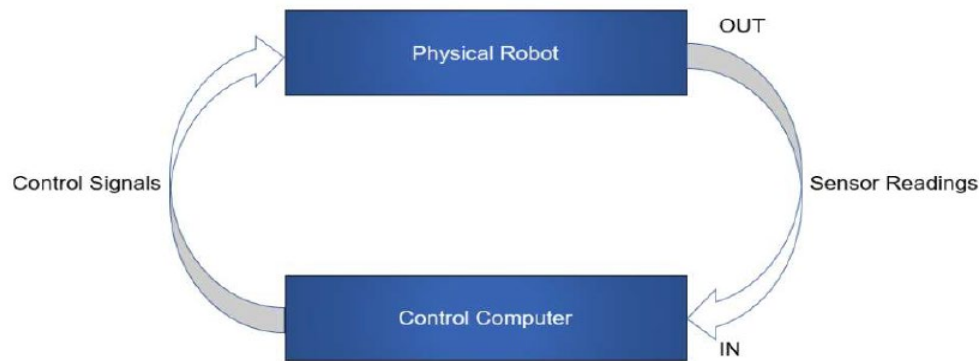 OUT
Physical Robot
Control Signals
Sensor Readings
Control Computer
IN